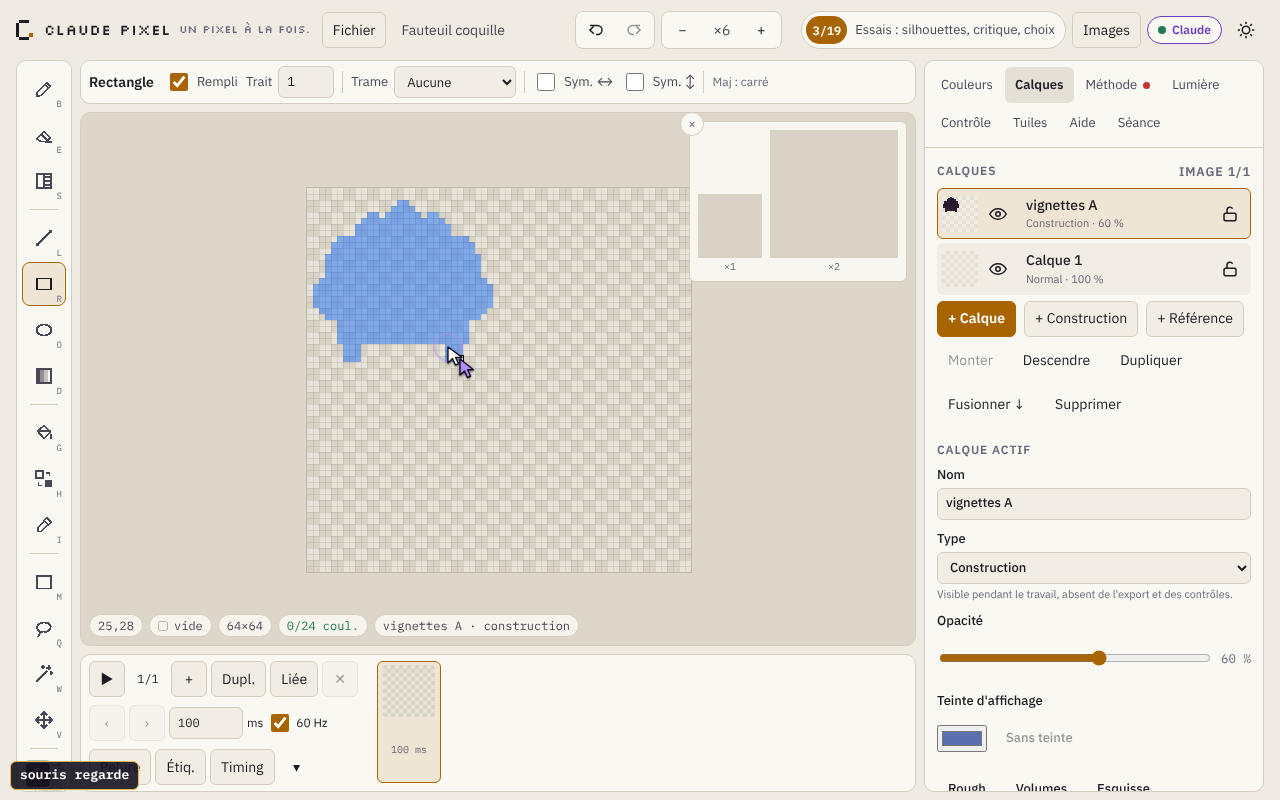 CLAUDE PIXEL
UN PIXEL À LA FOIS.
Fichier
Fauteuil coquille
−
×6
+
3/19
Essais : silhouettes, critique, choix
Images
Claude
Rectangle
Rempli
Trait
1
Trame
Aucune
Sym. ↔
Sym. ↕
Maj : carré
B
E
S
L
R
O
D
G
H
I
M
Q
W
V
×
×1
×2
25,28
vide
64×64
0/24 coul.
vignettes A · construction
1/1
+
Dupl.
Liée
×
‹
›
100
ms
60 Hz
Étiq.
Timing
▼
100 ms
souris regarde
Couleurs
Calques
Méthode
Lumière
Contrôle
Tuiles
Aide
Séance
CALQUES
IMAGE 1/1
vignettes A
Construction · 60 %
Calque 1
Normal · 100 %
+ Calque
+ Construction
+ Référence
Monter
Descendre
Dupliquer
Fusionner ↓
Supprimer
CALQUE ACTIF
Nom
vignettes A
Type
Construction
Visible pendant le travail, absent de l'export et des contrôles.
Opacité
60 %
Teinte d'affichage
Sans teinte
Rough
Volumes
Esquisse